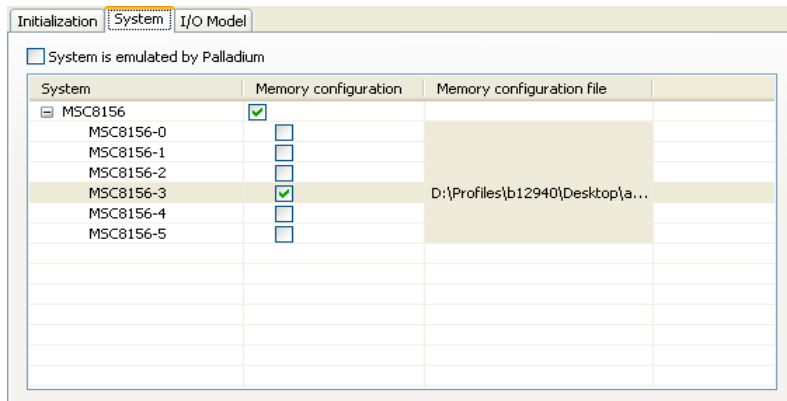 Initialization System I/O Model
System is emulated by Palladium
System Memory configuration Memory configuration file
MSC8156
MSC8156-0
MSC8156-1
MSC8156-2
MSC8156-3 D:\Profiles\b12940\Desktop\a...
MSC8156-4
MSC8156-5